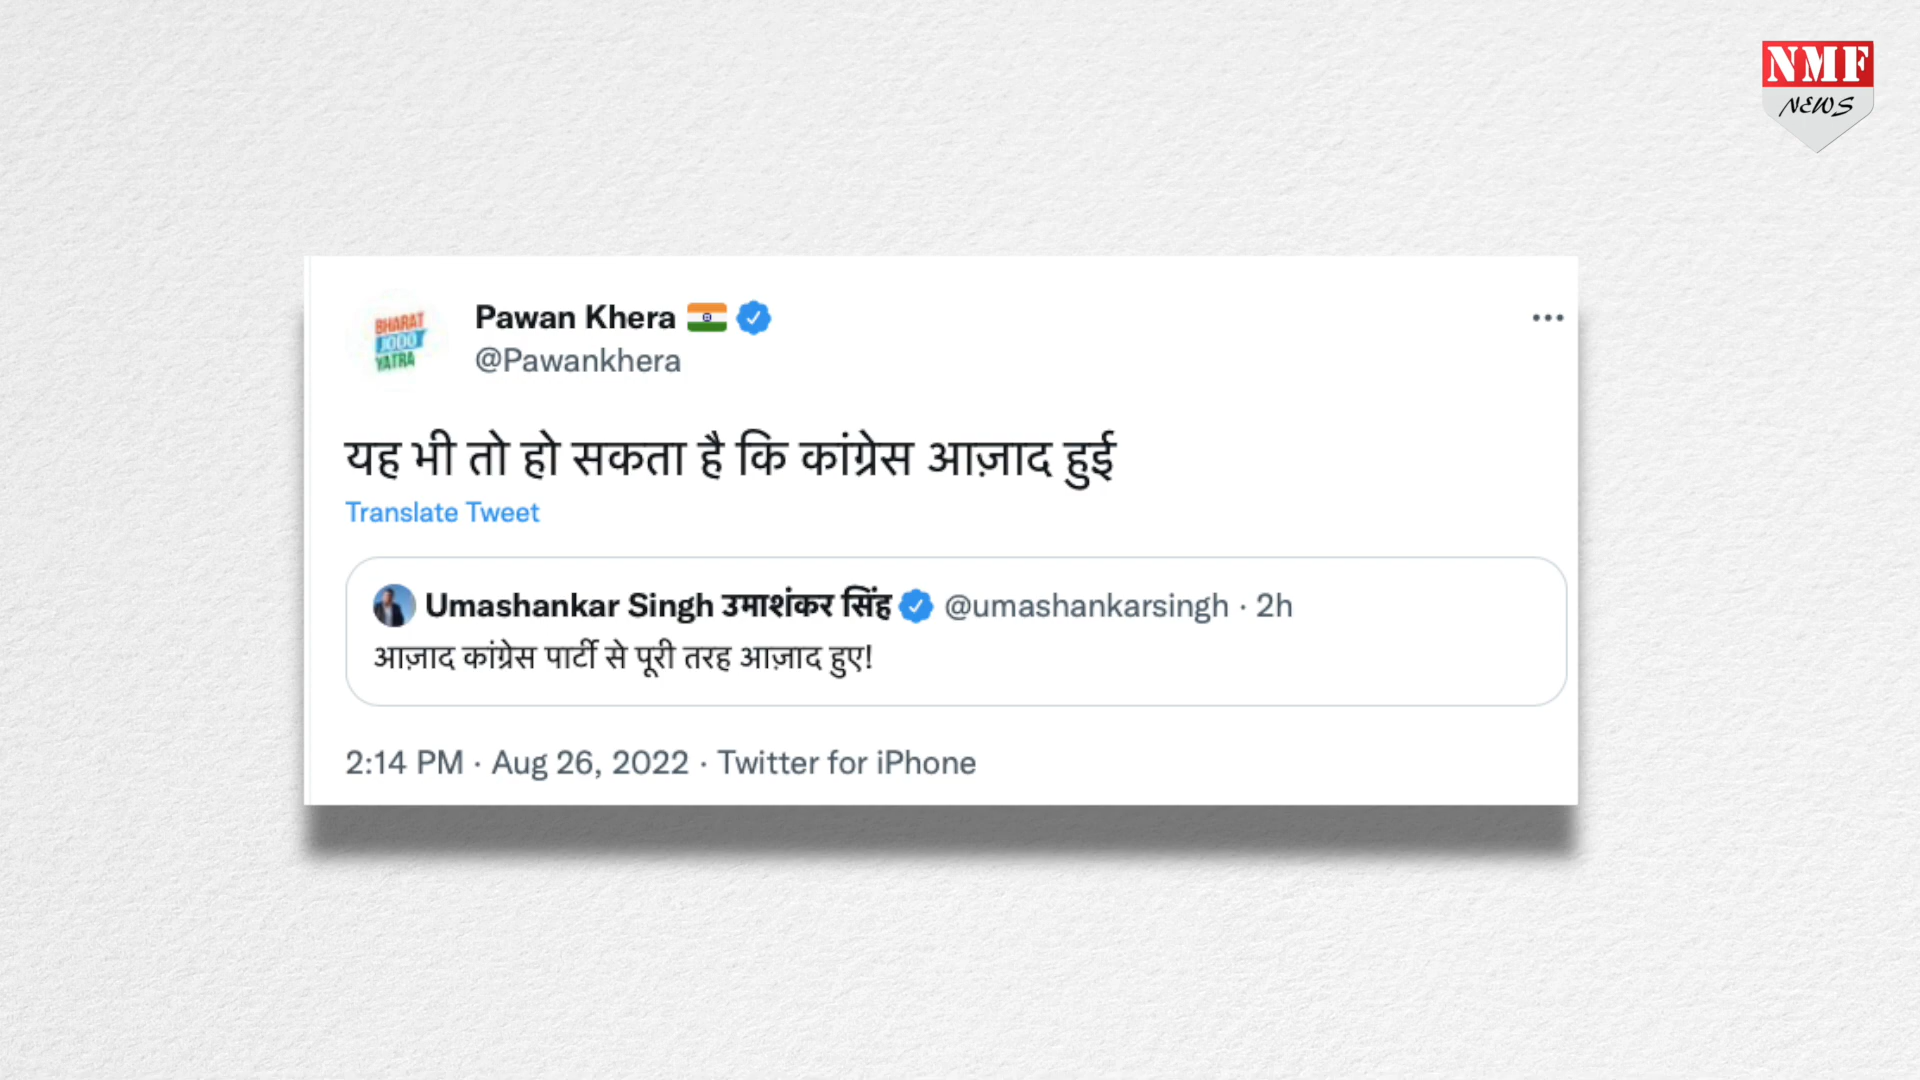 NMF
NEWS
BHARAT
JODO
YATRA
Pawan Khera
@Pawankhera
यह भी तो हो सकता है कि कांग्रेस आज़ाद हुई
Translate Tweet
Umashankar Singh उमाशंकर सिंह @umashankarsingh · 2h
आज़ाद कांग्रेस पार्टी से पूरी तरह आज़ाद हुए!
2:14 PM · Aug 26, 2022 · Twitter for iPhone